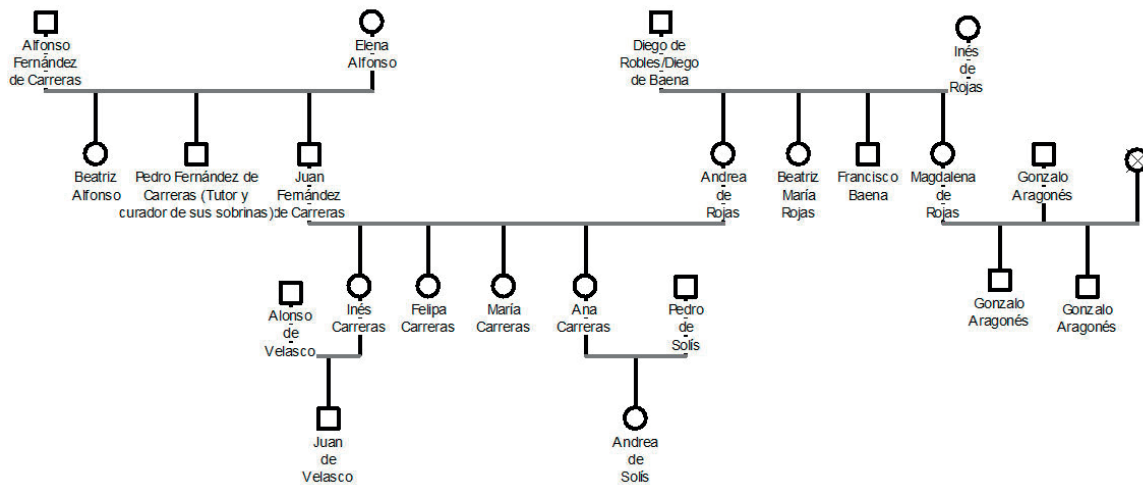 Alfonso
Fernández
de Carreras
Elena
Alfonso
Diego de
Robles/Diego
de Baena
Inés
de
Rojas
Beatriz
Alfonso
Pedro Fernández de
Carreras (Tutor y
curador de sus sobrinas)
Juan
Fernández
de Carreras
Andrea
de
Rojas
Beatriz
María
Rojas
Francisco
Baena
Magdalena
de
Rojas
Gonzalo
Aragonés
Alonso
de
Velasco
Inés
Carreras
Felipa
Carreras
María
Carreras
Ana
Carreras
Pedro
de
Solís
Gonzalo
Aragonés
Gonzalo
Aragonés
Juan
de
Velasco
Andrea
de
Solís